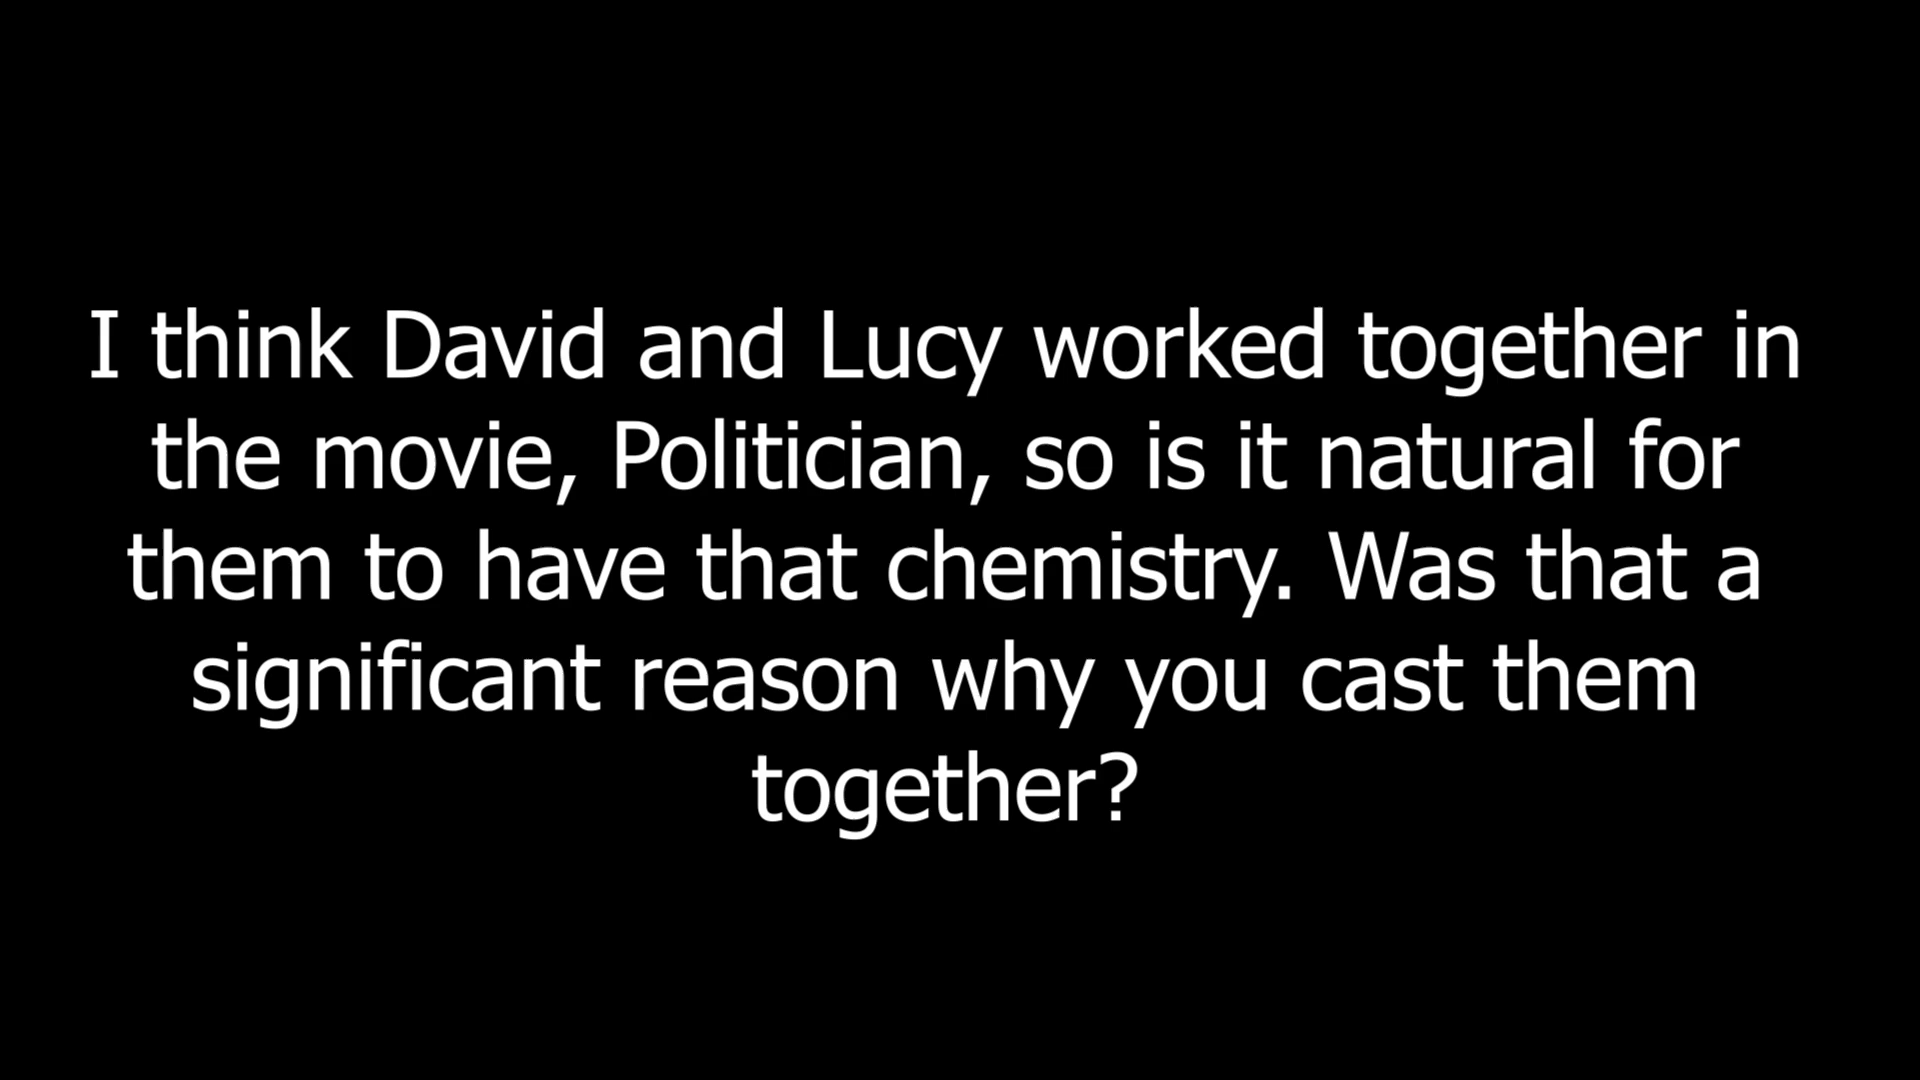 I think David and Lucy worked together in
the movie, Politician, so is it natural for
them to have that chemistry. Was that a
significant reason why you cast them
together?